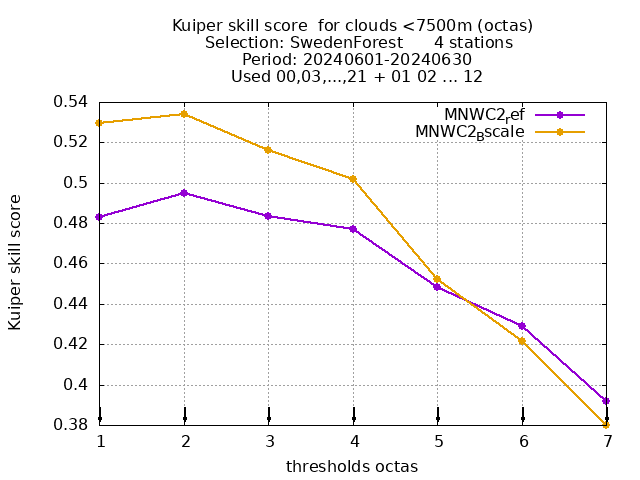 Kuiper skill score  for clouds <7500m (octas)
Selection: SwedenForest      4 stations
Period: 20240601-20240630
Used 00,03,...,21 + 01 02 ... 12
MNWC2ref
MNWC2Bscale
0.54
0.52
0.5
0.48
0.46
0.44
0.42
0.4
0.38
Kuiper skill score
1 2 3 4 5 6 7
thresholds octas